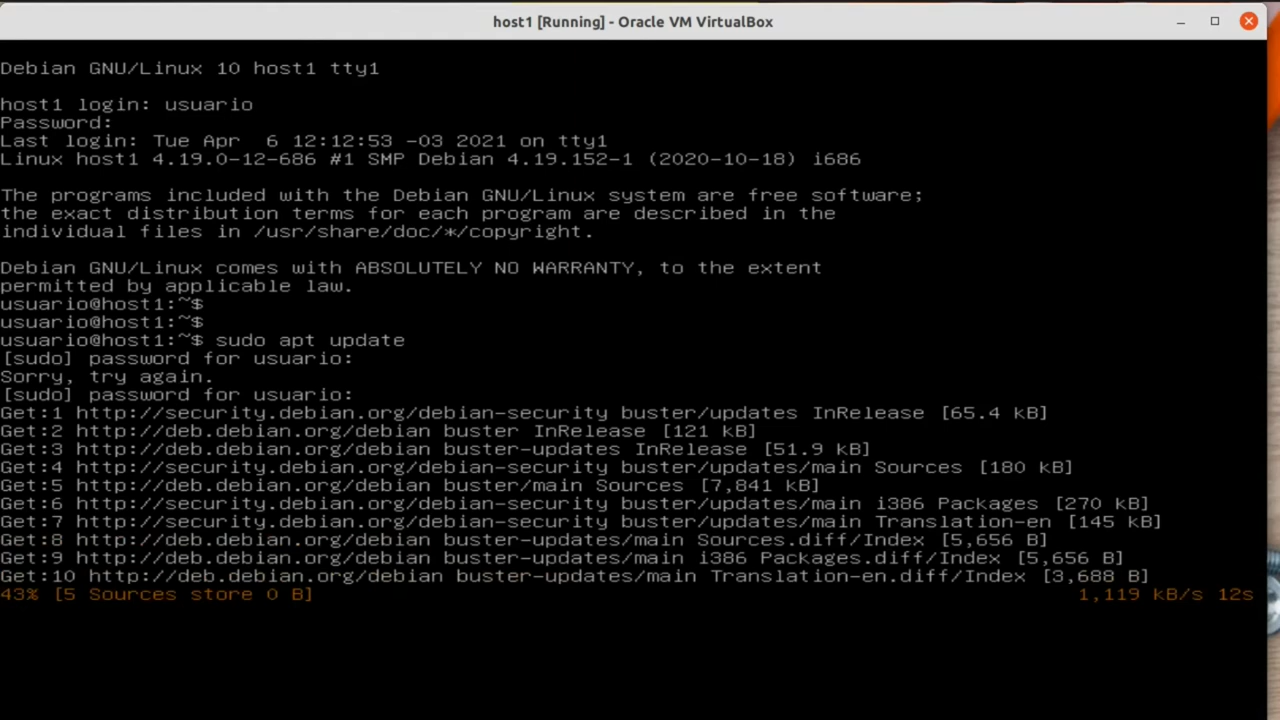 host1 [Running] - Oracle VM VirtualBox
Debian GNU/Linux 10 host1 tty1
host1 login: usuario
Password:
Last login: Tue Apr  6 12:12:53 -03 2021 on tty1
Linux host1 4.19.0-12-686 #1 SMP Debian 4.19.152-1 (2020-10-18) i686
The programs included with the Debian GNU/Linux system are free software;
the exact distribution terms for each program are described in the
individual files in /usr/share/doc/*/copyright.
Debian GNU/Linux comes with ABSOLUTELY NO WARRANTY, to the extent
permitted by applicable law.
usuario@host1:~$
usuario@host1:~$
usuario@host1:~$ sudo apt update
[sudo] password for usuario:
Sorry, try again.
[sudo] password for usuario:
Get:1 http://security.debian.org/debian-security buster/updates InRelease [65.4 kB]
Get:2 http://deb.debian.org/debian buster InRelease [121 kB]
Get:3 http://deb.debian.org/debian buster-updates InRelease [51.9 kB]
Get:4 http://security.debian.org/debian-security buster/updates/main Sources [180 kB]
Get:5 http://deb.debian.org/debian buster/main Sources [7,841 kB]
Get:6 http://security.debian.org/debian-security buster/updates/main i386 Packages [270 kB]
Get:7 http://security.debian.org/debian-security buster/updates/main Translation-en [145 kB]
Get:8 http://deb.debian.org/debian buster-updates/main Sources.diff/Index [5,656 B]
Get:9 http://deb.debian.org/debian buster-updates/main i386 Packages.diff/Index [5,656 B]
Get:10 http://deb.debian.org/debian buster-updates/main Translation-en.diff/Index [3,688 B]
43% [5 Sources store 0 B] 1,119 kB/s 12s